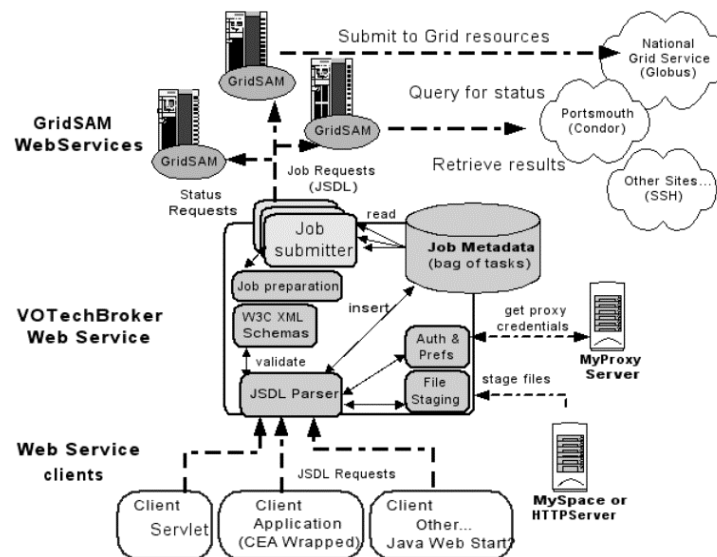 Submit to Grid resources
National
Grid Service
(Globus)
GridSAM
Query for status
Portsmouth
(Condor)
GridSAM
WebServices
GridSAM
GridSAM
Retrieve results
Other Sites...
(SSH)
Status
Requests
Job Requests
(JSDL)
read
Job
submitter
Job Metadata
(bag of tasks)
Job preparation
insert
VOTechBroker
Web Service
W3C XML
Schemas
get proxy
credentials
Auth &
Prefs
MyProxy
Server
validate
JSDL Parser
File
Staging
stage files
Web Service
clients
JSDL Requests
MySpace or
HTTPServer
Client
Servlet
Client
Application
(CEA Wrapped)
Client
Other...
Java Web Start?